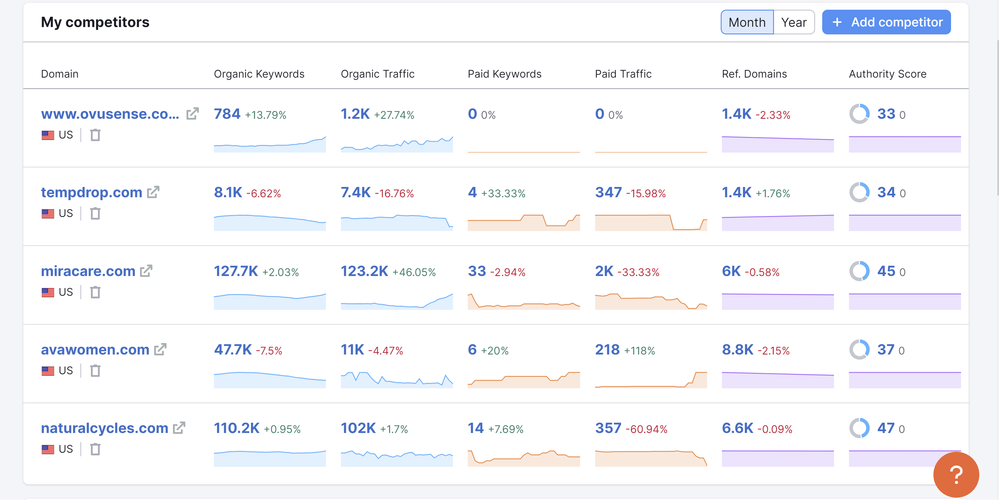 My competitors
Month Year + Add competitor
Domain Organic Keywords Organic Traffic Paid Keywords Paid Traffic Ref. Domains Authority Score
www.ovusense.co... 784 +13.79% 1.2K +27.74% 0 0% 0 0% 1.4K -2.33% 33 0
US
tempdrop.com 8.1K -6.62% 7.4K -16.76% 4 +33.33% 347 -15.98% 1.4K +1.76% 34 0
US
miracare.com 127.7K +2.03% 123.2K +46.05% 33 -2.94% 2K -33.33% 6K -0.58% 45 0
US
avawomen.com 47.7K -7.5% 11K -4.47% 6 +20% 218 +118% 8.8K -2.15% 37 0
US
naturalcycles.com 110.2K +0.95% 102K +1.7% 14 +7.69% 357 -60.94% 6.6K -0.09% 47 0
US
?